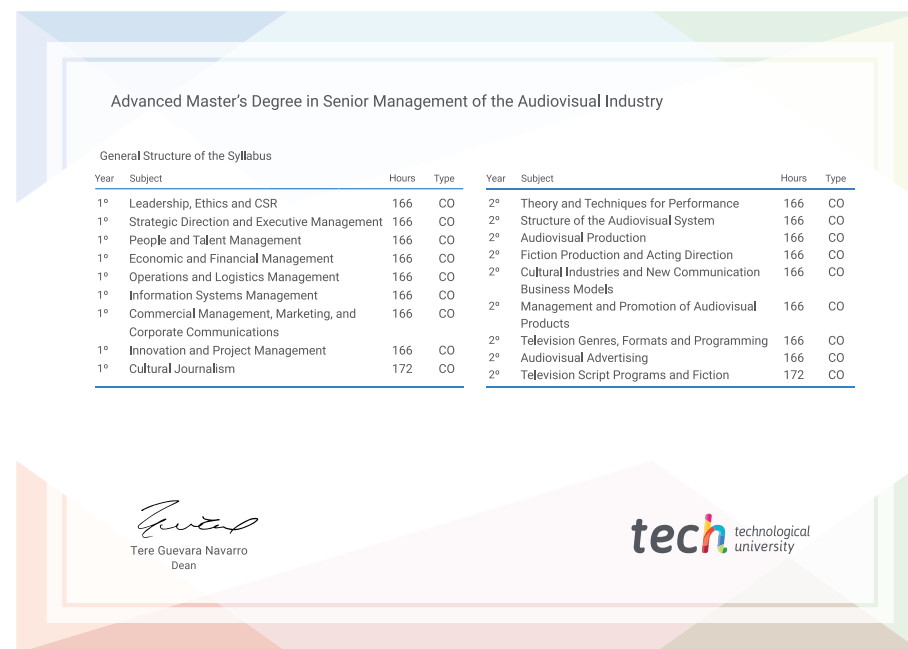 Advanced Master’s Degree in Senior Management of the Audiovisual Industry
General Structure of the Syllabus
Year Subject Hours Type
1º Leadership, Ethics and CSR 166 CO
1º Strategic Direction and Executive Management 166 CO
1º People and Talent Management 166 CO
1º Economic and Financial Management 166 CO
1º Operations and Logistics Management 166 CO
1º Information Systems Management 166 CO
1º Commercial Management, Marketing, and 166 CO
Corporate Communications
1º Innovation and Project Management 166 CO
1º Cultural Journalism 172 CO
Year Subject Hours Type
2º Theory and Techniques for Performance 166 CO
2º Structure of the Audiovisual System 166 CO
2º Audiovisual Production 166 CO
2º Fiction Production and Acting Direction 166 CO
2º Cultural Industries and New Communication 166 CO
Business Models
2º Management and Promotion of Audiovisual 166 CO
Products
2º Television Genres, Formats and Programming 166 CO
2º Audiovisual Advertising 166 CO
2º Television Script Programs and Fiction 172 CO
Tere Guevara Navarro
Dean
tech technological
university